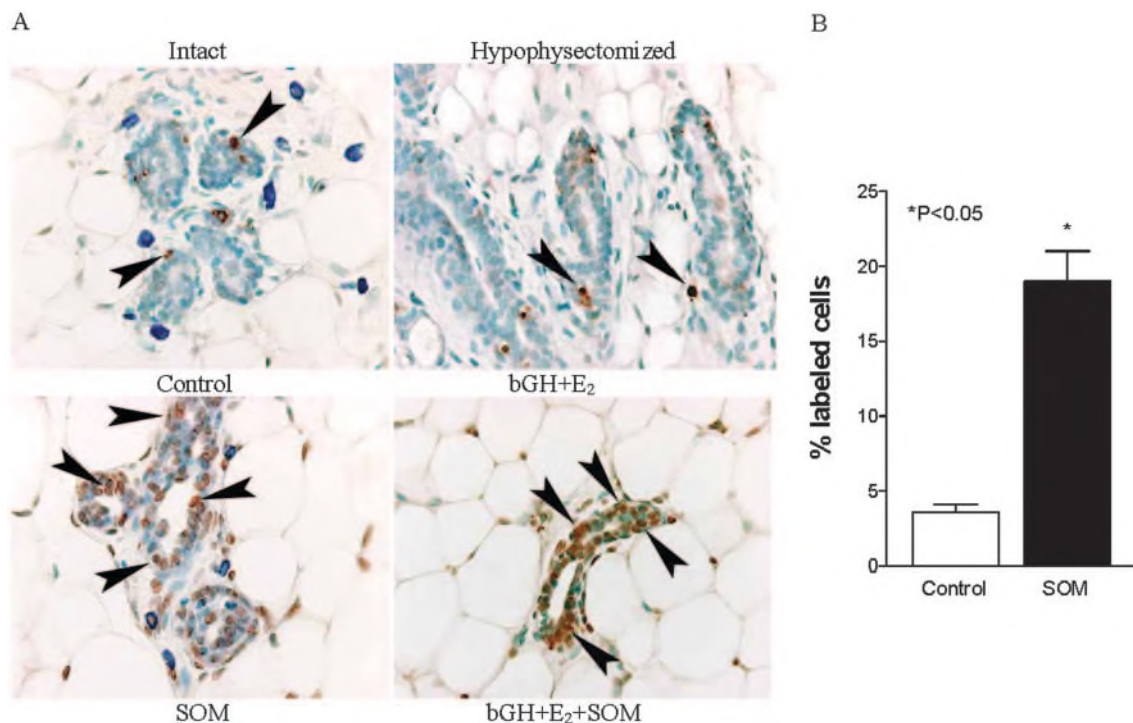 A
Intact
Hypophysectomized
Control
bGH+E₂
SOM
bGH+E₂+SOM
B
*P<0.05
*
% labeled cells
25
20
15
10
5
0
Control
SOM